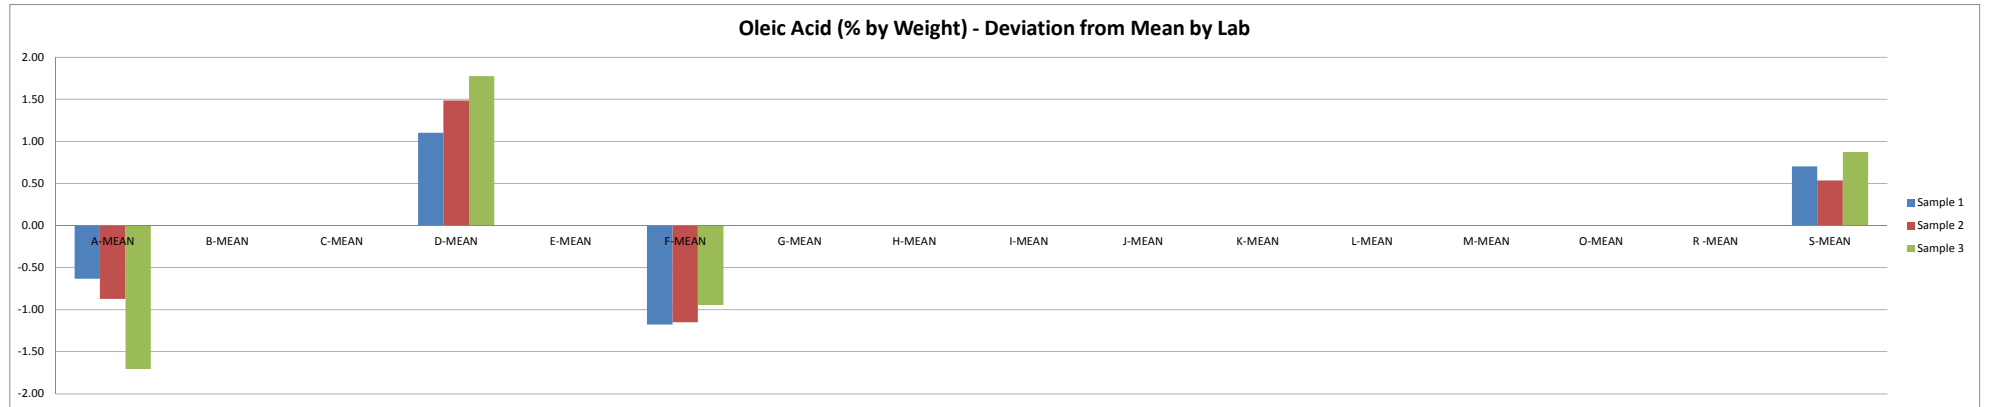 Oleic Acid (% by Weight) - Deviation from Mean by Lab
2.00
1.50
1.00
0.50
0.00
-0.50
-1.00
-1.50
-2.00
A-MEAN B-MEAN C-MEAN D-MEAN E-MEAN F-MEAN G-MEAN H-MEAN I-MEAN J-MEAN K-MEAN L-MEAN M-MEAN O-MEAN R -MEAN S-MEAN
Sample 1
Sample 2
Sample 3